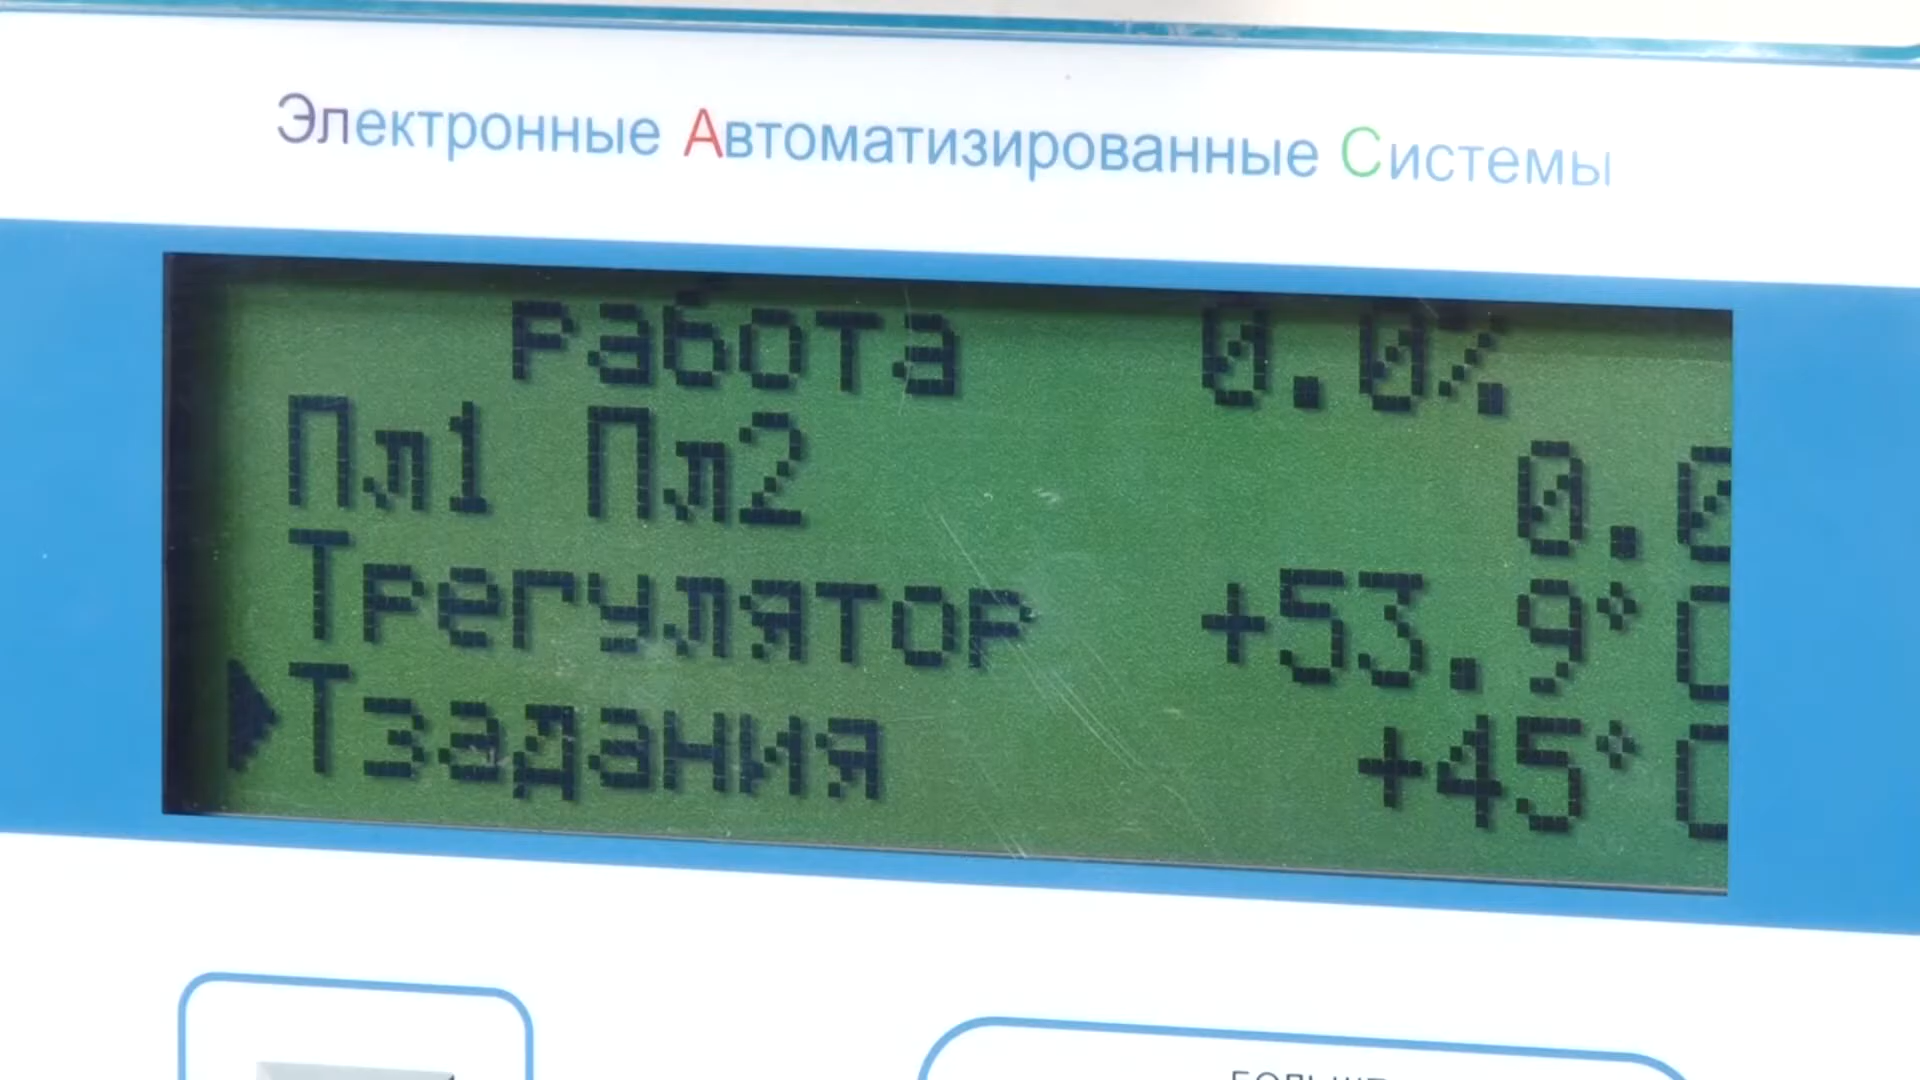 Электронные Автоматизированные Системы
работа 0.0%
Пл1 Пл2 0.0
Трегулятор +53.9°C
Тзадания +45°C